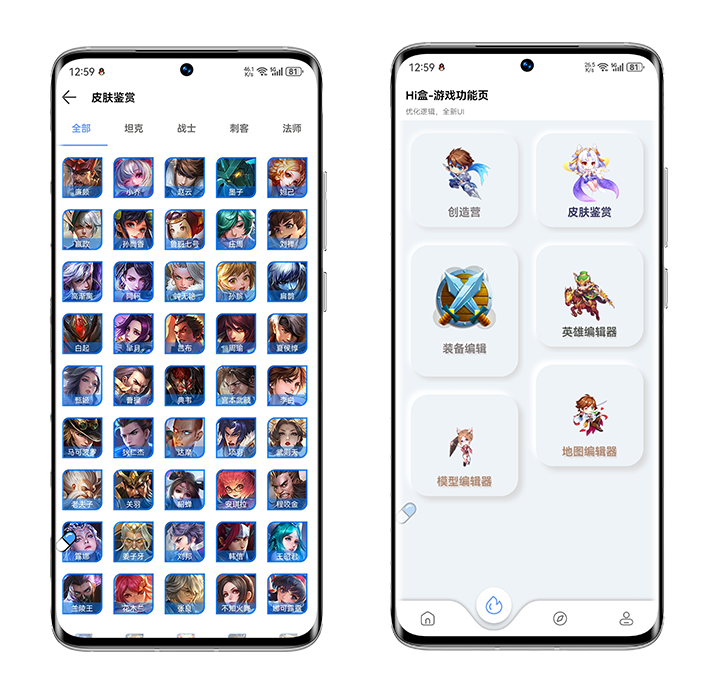 12:59
46.1 K/s
5G
81
皮肤鉴赏
全部 坦克 战士 刺客 法师
廉颇 小乔 赵云 墨子 妲己
嬴政 孙尚香 鲁班七号 庄周 刘禅
高渐离 阿轲 钟无艳 孙膑 扁鹊
白起 芈月 吕布 周瑜 夏侯惇
甄姬 曹操 典韦 宫本武藏 李白
马可波罗 狄仁杰 达摩 项羽 武则天
老夫子 关羽 貂蝉 安琪拉 程咬金
露娜 姜子牙 刘邦 韩信 王昭君
兰陵王 花木兰 张良 不知火舞 娜可露露
12:59
26.5 K/s
5G
81
Hi盒-游戏功能页
优化逻辑，全新UI
创造营
皮肤鉴赏
装备编辑
英雄编辑器
模型编辑器
地图编辑器